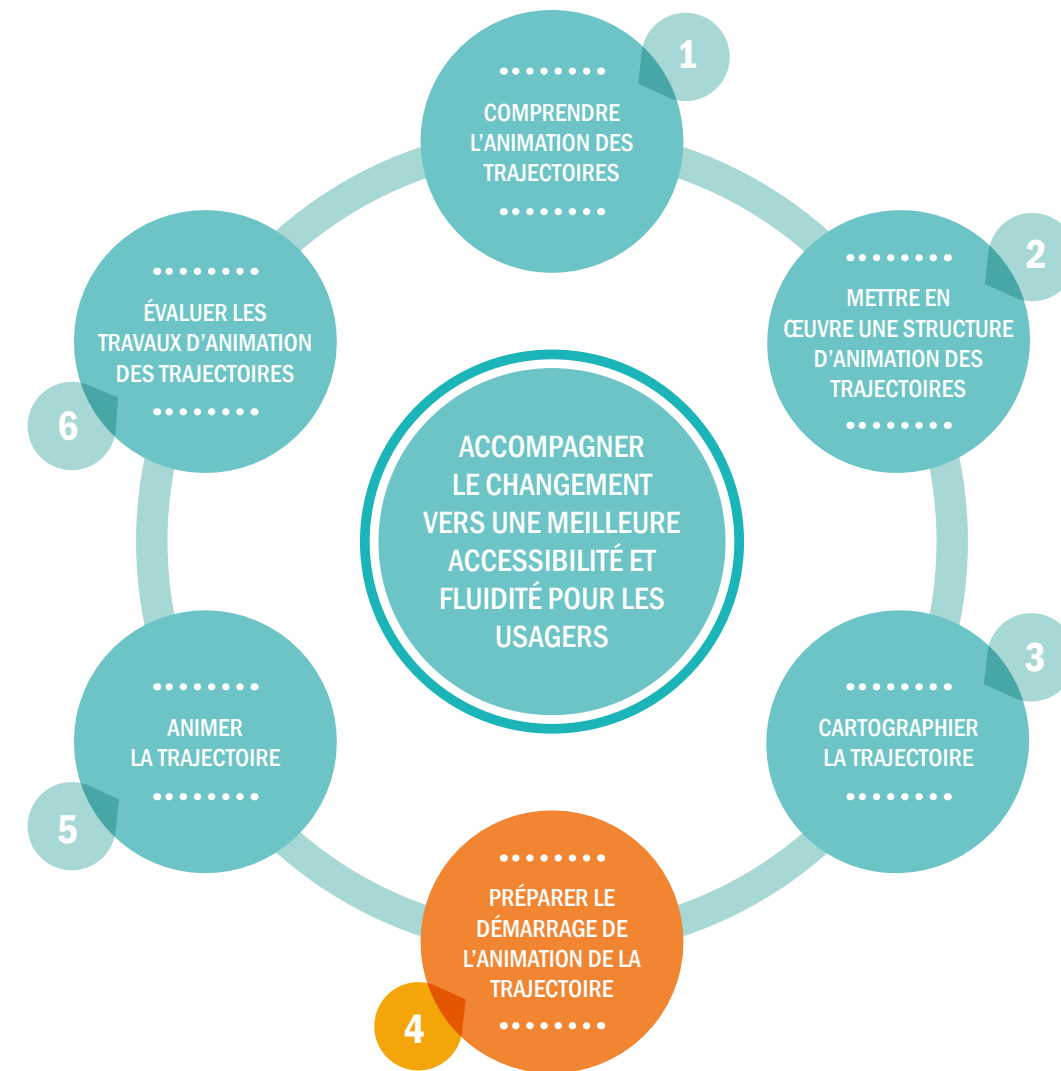 1
COMPRENDRE
L'ANIMATION DES
TRAJECTOIRES
2
METTRE EN
ŒUVRE UNE STRUCTURE
D'ANIMATION DES
TRAJECTOIRES
3
CARTOGRAPHIER
LA TRAJECTOIRE
4
PRÉPARER LE
DÉMARRAGE DE
L'ANIMATION DE LA
TRAJECTOIRE
5
ANIMER
LA TRAJECTOIRE
6
ÉVALUER LES
TRAVAUX D'ANIMATION
DES TRAJECTOIRES
ACCOMPAGNER
LE CHANGEMENT
VERS UNE MEILLEURE
ACCESSIBILITÉ ET
FLUIDITÉ POUR LES
USAGERS